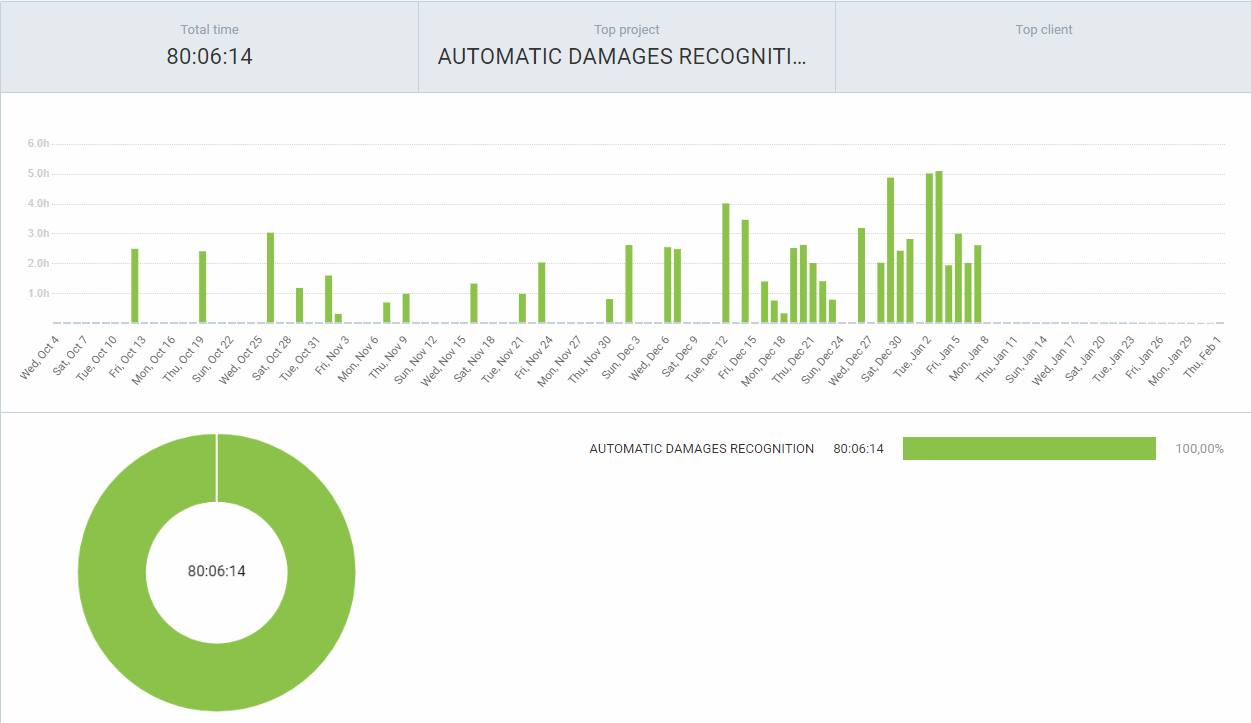 Total time
Top project
Top client
80:06:14
AUTOMATIC DAMAGES RECOGNITI...
6.0h
5.0h
4.0h
3.0h
2.0h
1.0h
Wed, Oct 4
Sat, Oct 7
Tue, Oct 10
Fri, Oct 13
Mon, Oct 16
Thu, Oct 19
Sun, Oct 22
Wed, Oct 25
Sat, Oct 28
Tue, Oct 31
Fri, Nov 3
Mon, Nov 6
Thu, Nov 9
Sun, Nov 12
Wed, Nov 15
Sat, Nov 18
Tue, Nov 21
Fri, Nov 24
Mon, Nov 27
Thu, Nov 30
Sun, Dec 3
Wed, Dec 6
Sat, Dec 9
Tue, Dec 12
Fri, Dec 15
Mon, Dec 18
Thu, Dec 21
Sun, Dec 24
Wed, Dec 27
Sat, Dec 30
Tue, Jan 2
Fri, Jan 5
Mon, Jan 8
Thu, Jan 11
Sun, Jan 14
Wed, Jan 17
Sat, Jan 20
Tue, Jan 23
Fri, Jan 26
Mon, Jan 29
Thu, Feb 1
AUTOMATIC DAMAGES RECOGNITION 80:06:14 100,00%
80:06:14